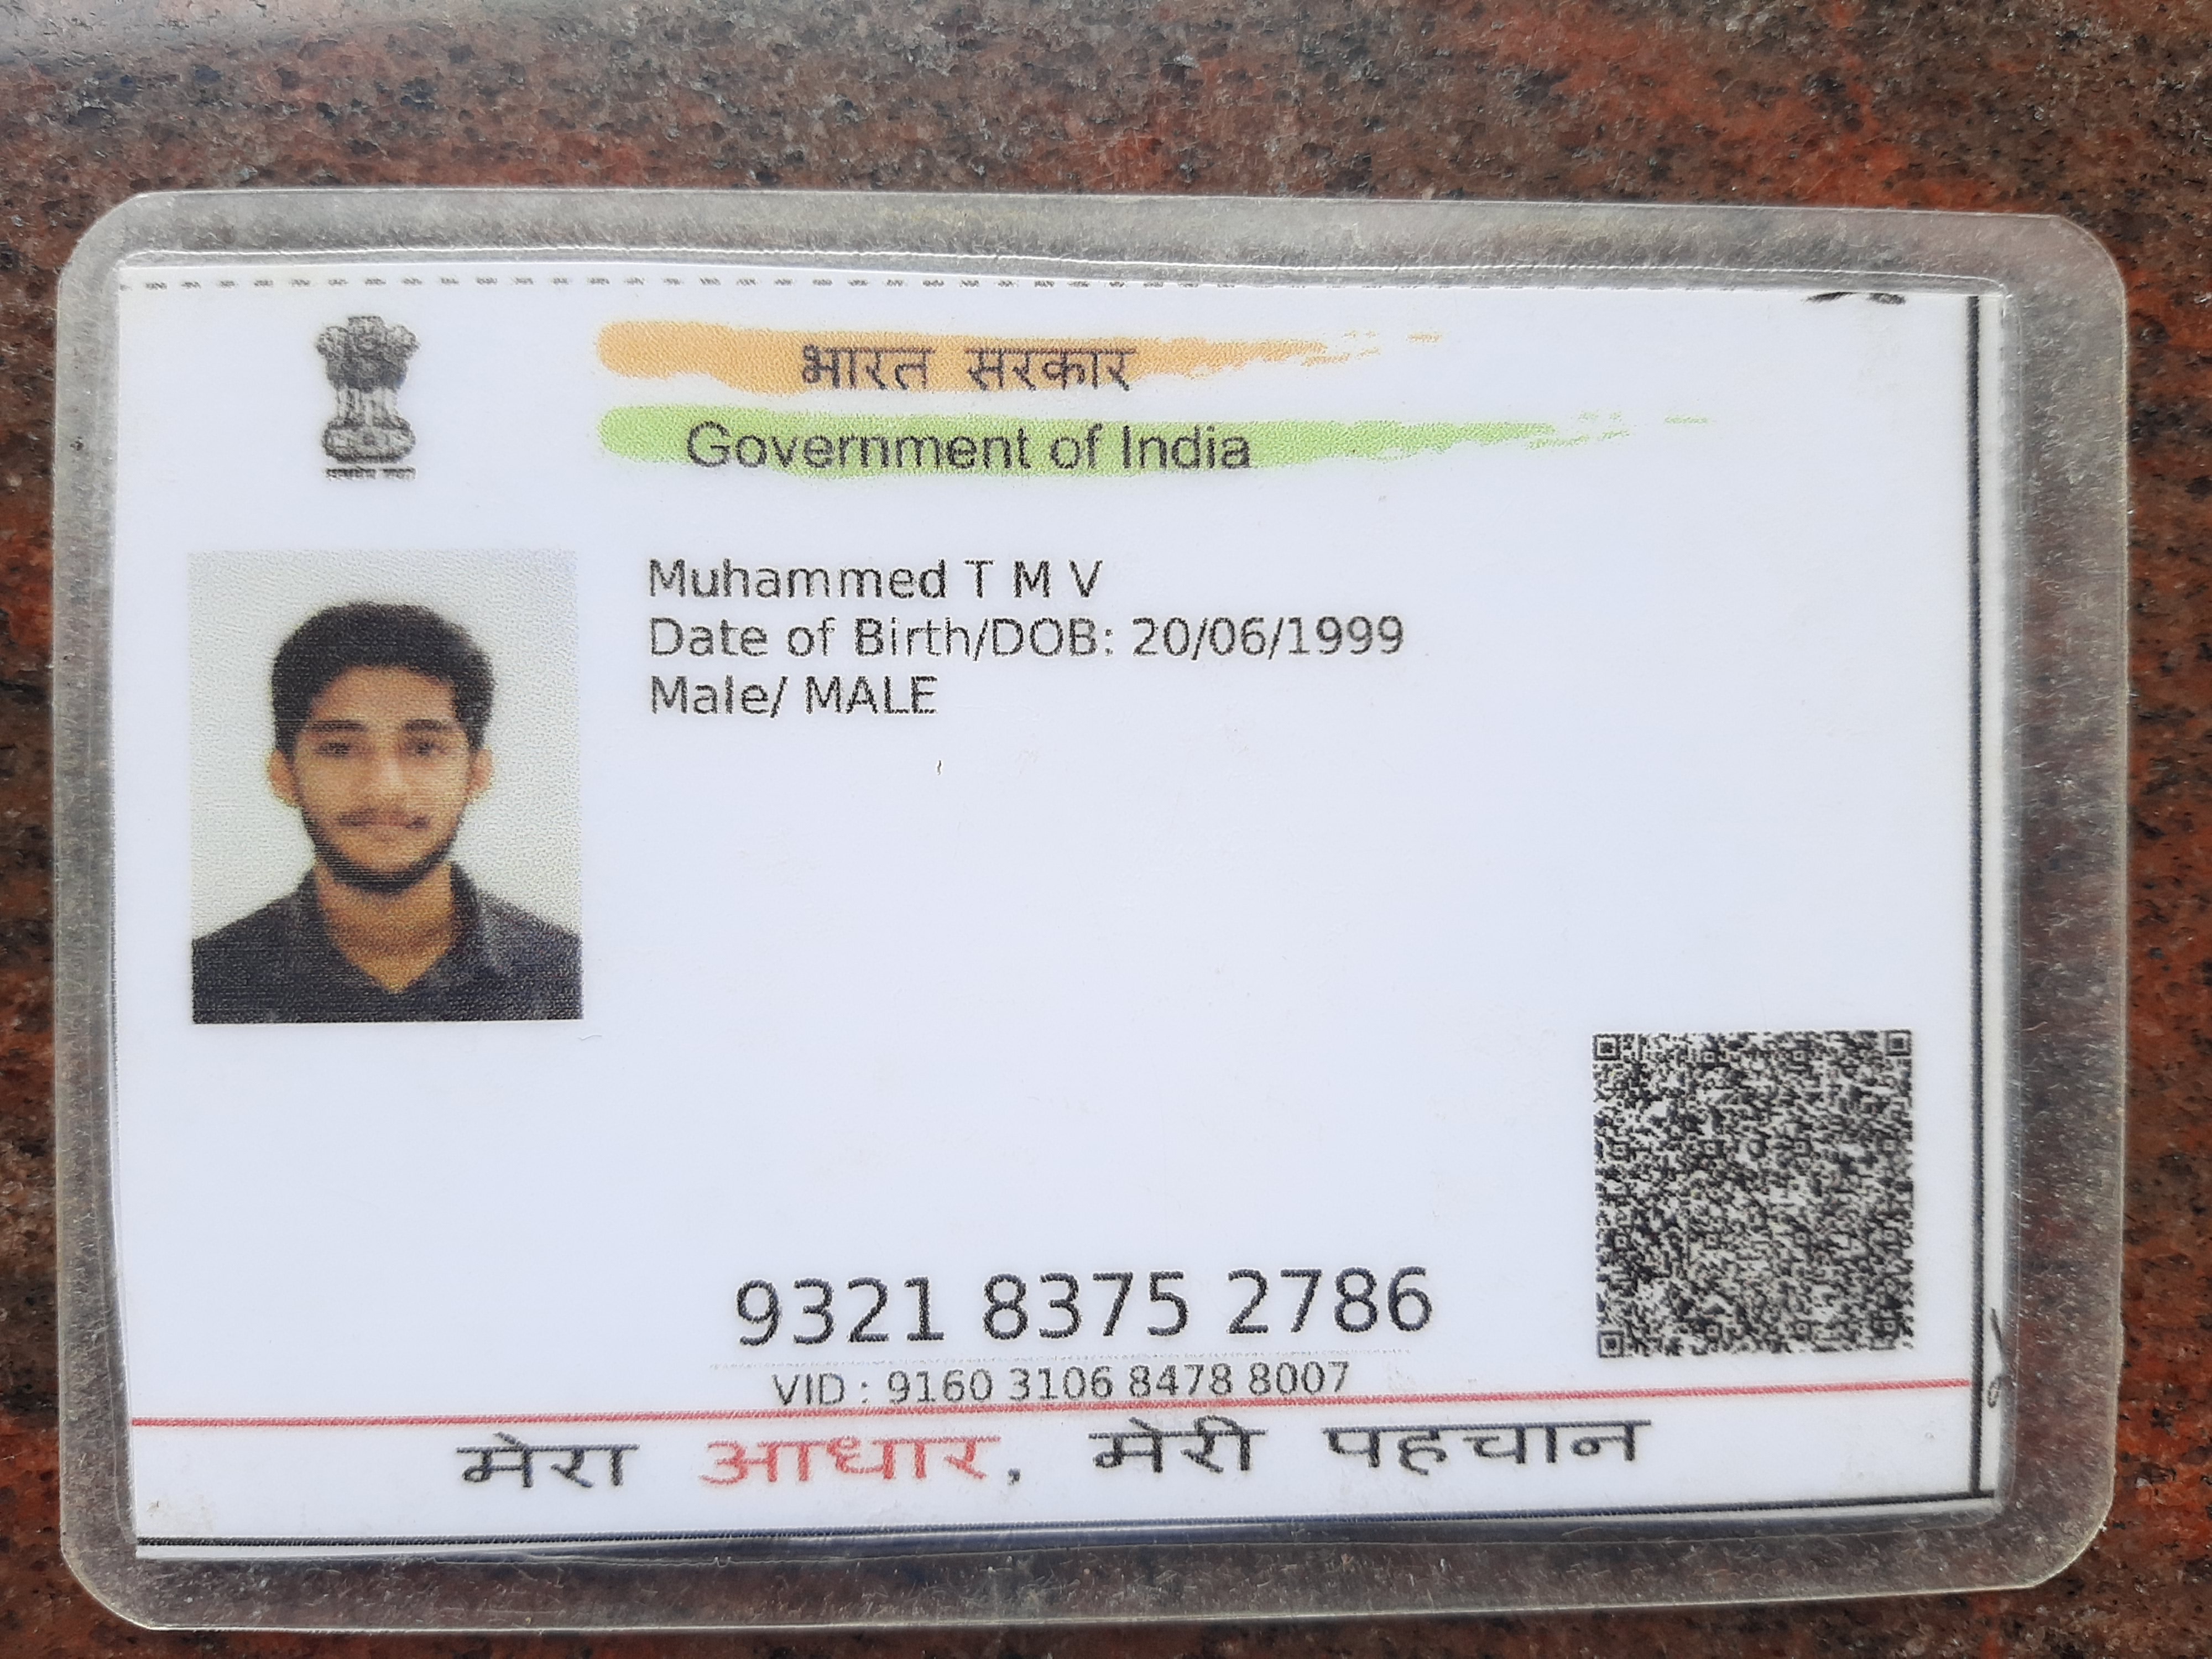 भारत सरकार
Government of India
Muhammed T M V
Date of Birth/DOB: 20/06/1999
Male/ MALE
9321 8375 2786
VID : 9160 3106 8478 8007
मेरा आधार, मेरी पहचान